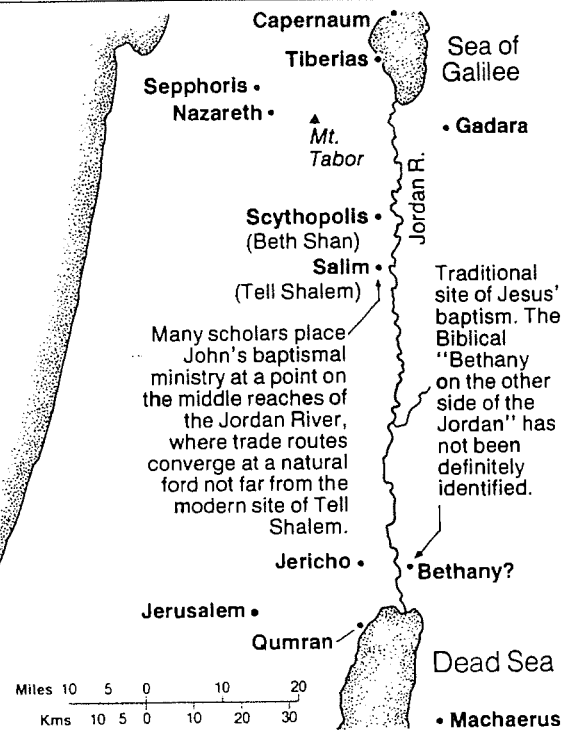 Capernaum
Sea of
Galilee
Tiberias
Sepphoris
Nazareth
Mt.
Tabor
Gadara
Jordan R.
Scythopolis
(Beth Shan)
Salim
(Tell Shalem)
Many scholars place
John's baptismal
ministry at a point on
the middle reaches of
the Jordan River,
where trade routes
converge at a natural
ford not far from the
modern site of Tell
Shalem.
Traditional
site of Jesus'
baptism. The
Biblical
"Bethany
on the other
side of the
Jordan" has
not been
definitely
identified.
Jericho
Bethany?
Jerusalem
Qumran
Dead Sea
Machaerus
Miles 10 5 0 10 20
Kms 10 5 0 10 20 30